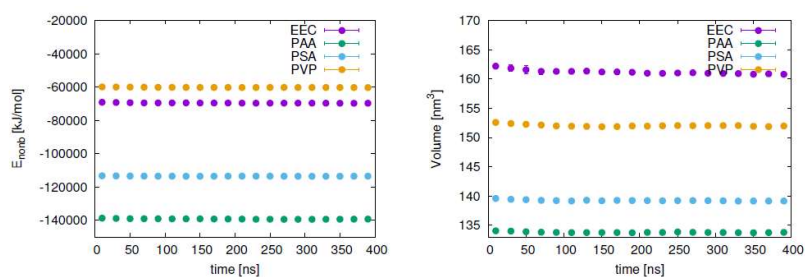 -20000
-40000
-60000
-80000
-100000
-120000
-140000
E_nonb [kJ/mol]
EEC
PAA
PSA
PVP
0 50 100 150 200 250 300 350 400
time [ns]
170
165
160
155
150
145
140
135
Volume [nm³]
EEC
PAA
PSA
PVP
0 50 100 150 200 250 300 350 400
time [ns]